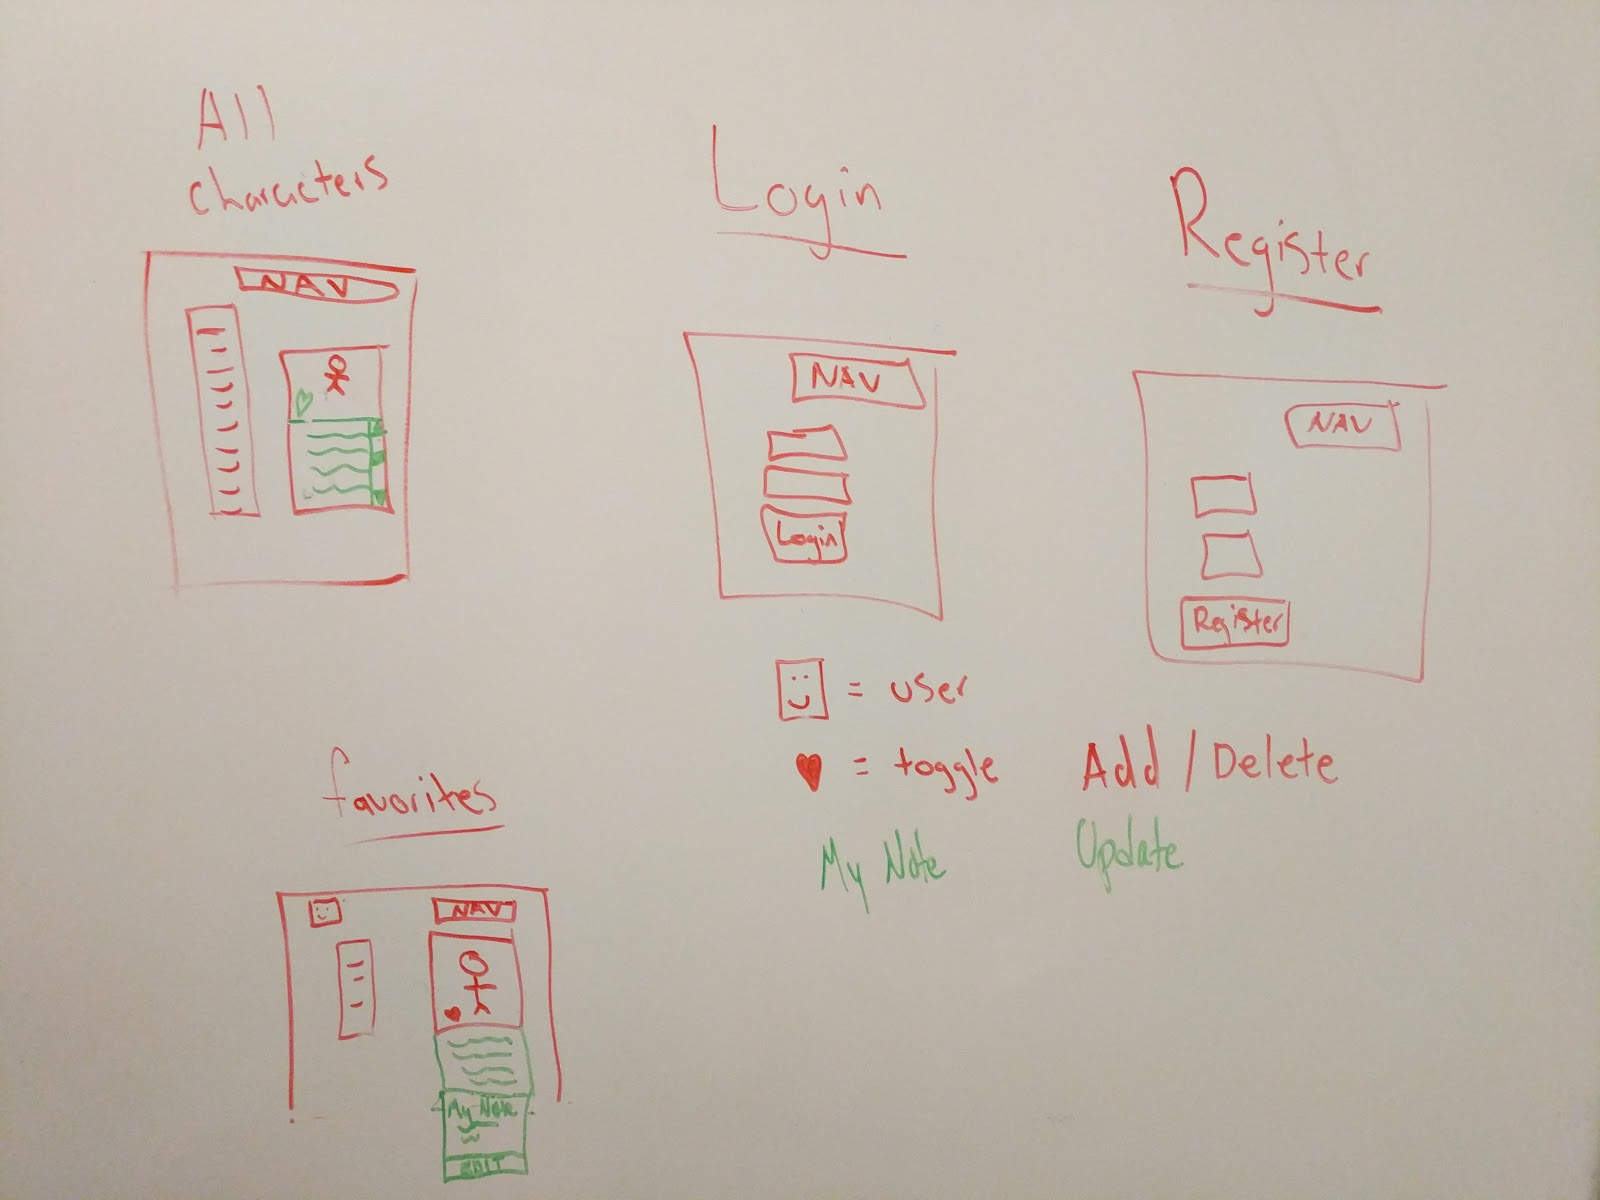 All
characters
NAV
Login
NAV
Login
Register
NAV
Register
= user
= toggle Add / Delete
My Note Update
favorites
NAV
My Note
EDIT